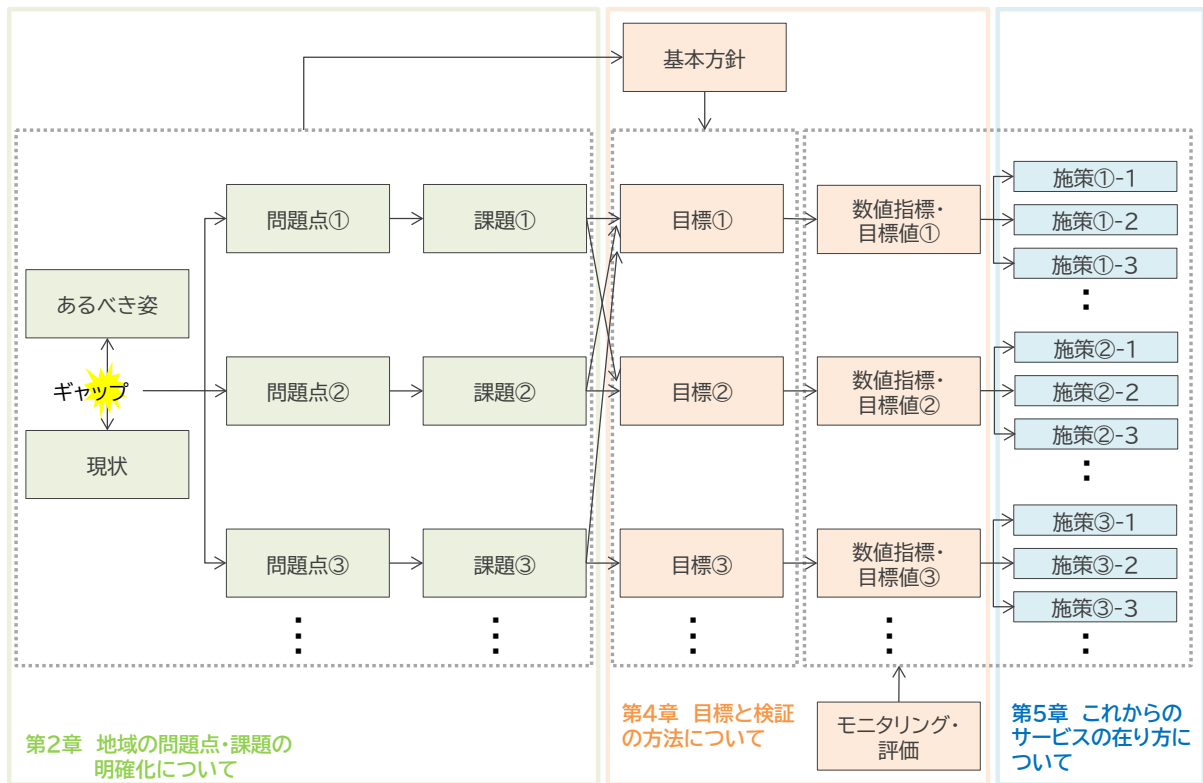 基本方針
問題点①
課題①
目標①
数値指標・
目標値①
施策①-1
施策①-2
施策①-3
⋮
あるべき姿
ギャップ
現状
問題点②
課題②
目標②
数値指標・
目標値②
施策②-1
施策②-2
施策②-3
⋮
問題点③
課題③
目標③
数値指標・
目標値③
施策③-1
施策③-2
施策③-3
⋮
⋮
⋮
⋮
⋮
モニタリング・
評価
第2章 地域の問題点・課題の
明確化について
第4章 目標と検証
の方法について
第5章 これからの
サービスの在り方に
ついて